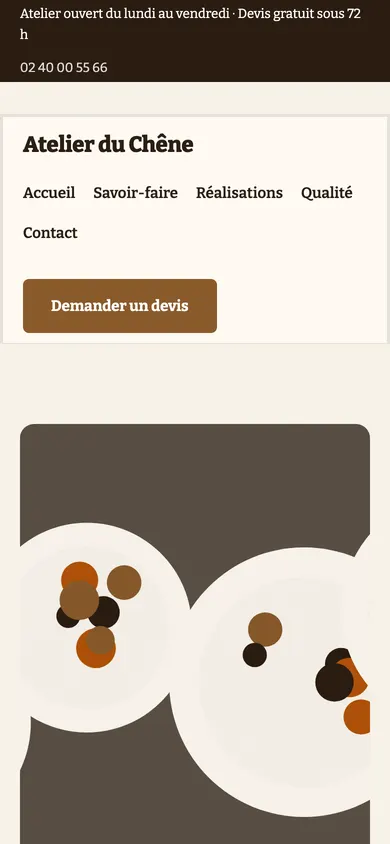 Atelier ouvert du lundi au vendredi · Devis gratuit sous 72
h
02 40 00 55 66
Atelier du Chêne
Accueil Savoir-faire Réalisations Qualité
Contact
Demander un devis